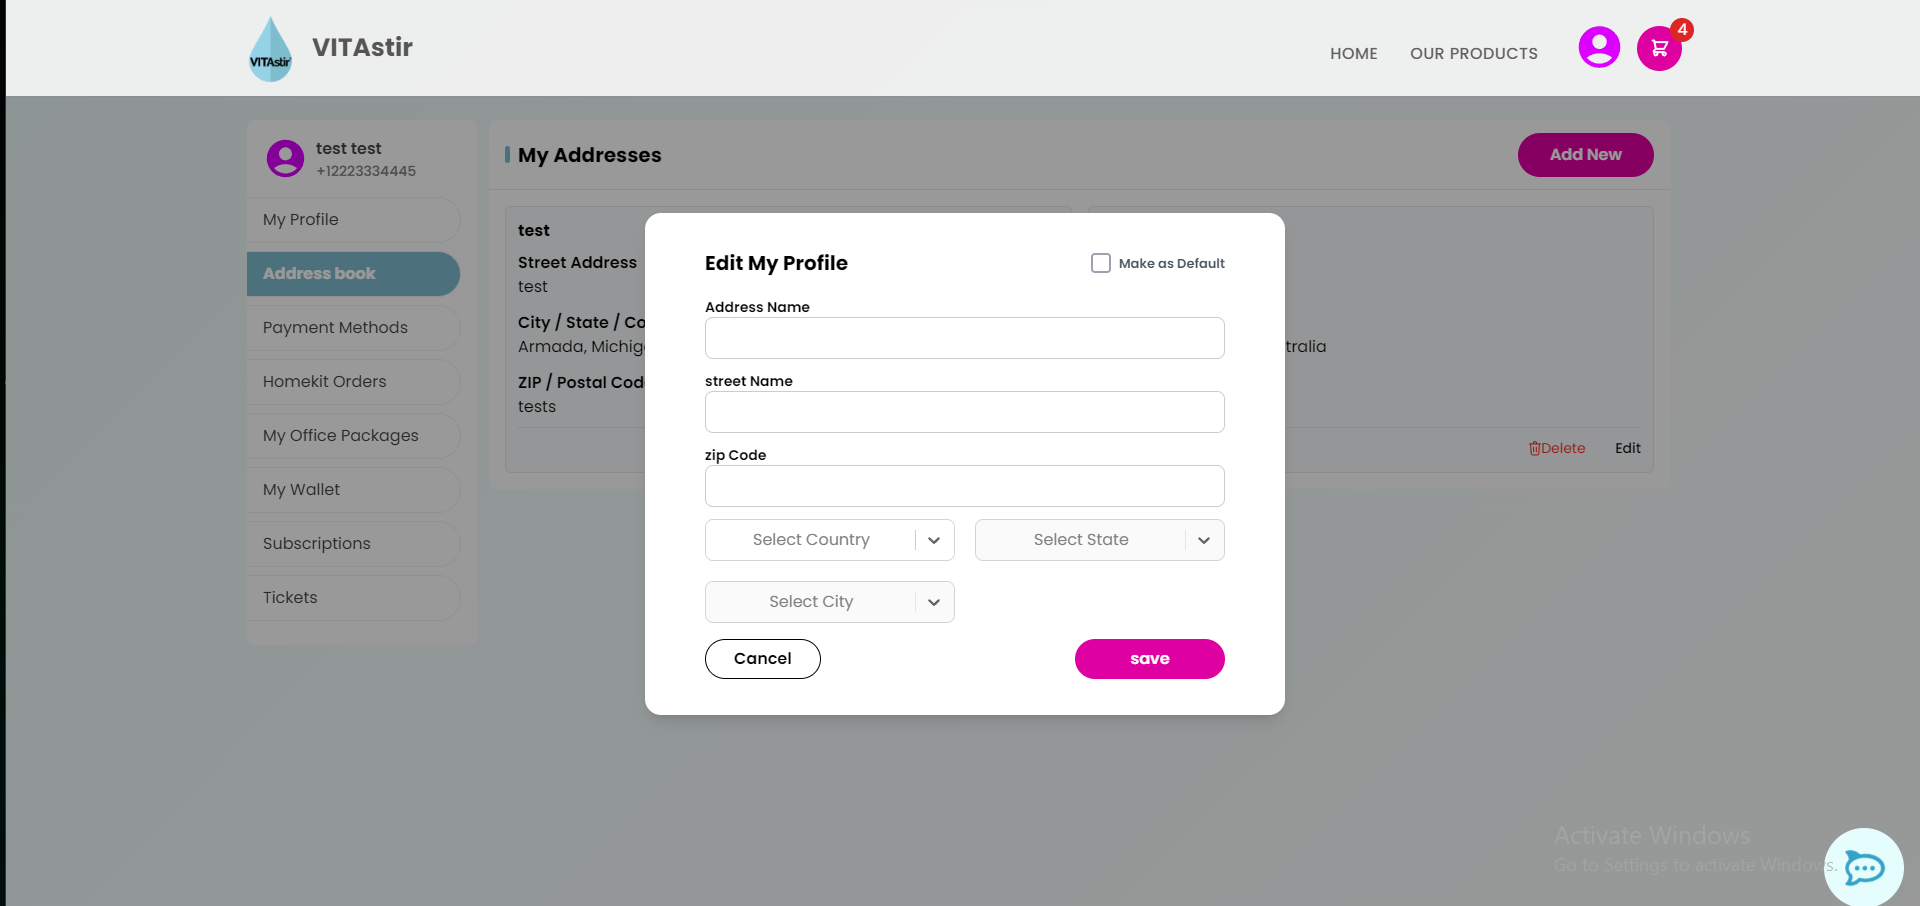 VITAstir
VITAstir
HOME
OUR PRODUCTS
4
test test
+12223334445
My Profile
Address book
Payment Methods
Homekit Orders
My Office Packages
My Wallet
Subscriptions
Tickets
My Addresses
Add New
test
Street Address
test
City / State / Co
Armada, Michig
ZIP / Postal Cod
tests
tralia
Delete
Edit
Edit My Profile
Make as Default
Address Name
street Name
zip Code
Select Country
Select State
Select City
Cancel
save
Activate Windows
Go to Settings to activate Windows.